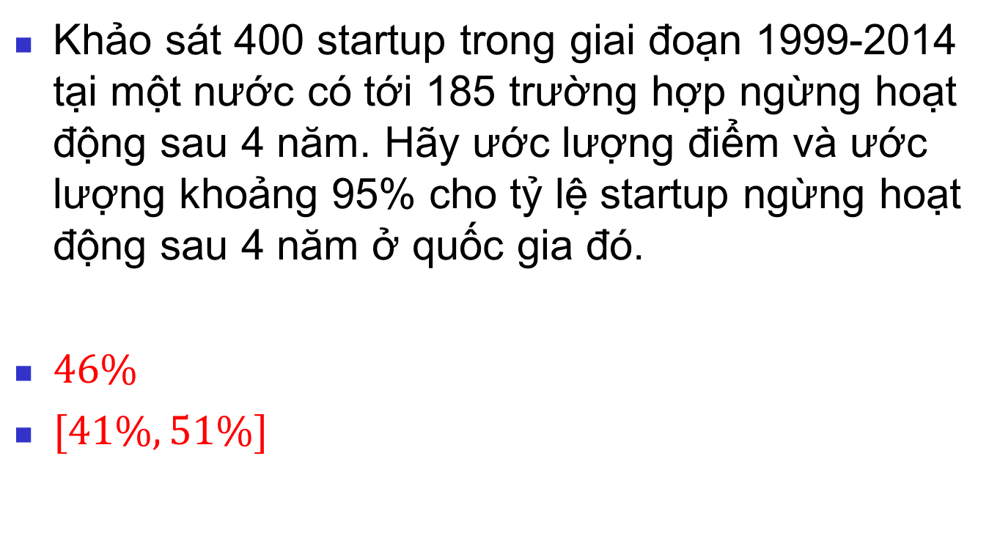 Khảo sát 400 startup trong giai đoạn 1999-2014
tại một nước có tới 185 trường hợp ngừng hoạt
động sau 4 năm. Hãy ước lượng điểm và ước
lượng khoảng 95% cho tỷ lệ startup ngừng hoạt
động sau 4 năm ở quốc gia đó.
46%
[41%, 51%]